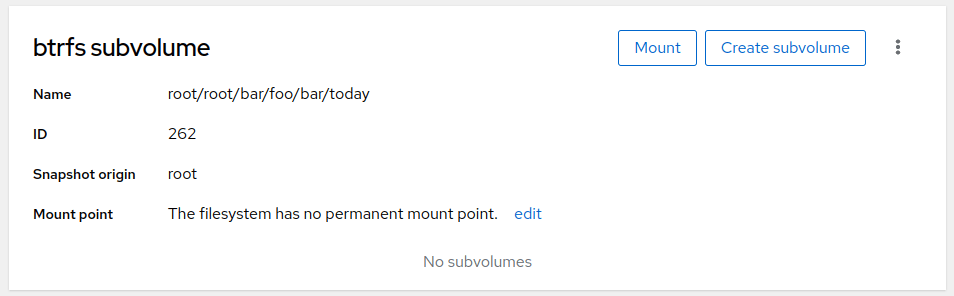 btrfs subvolume Mount Create subvolume
Name root/root/bar/foo/bar/today
ID 262
Snapshot origin root
Mount point The filesystem has no permanent mount point. edit
No subvolumes